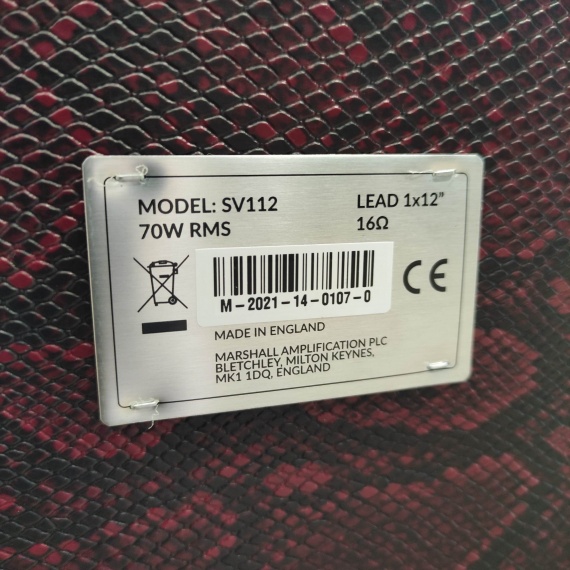 MODEL: SV112
LEAD 1x12”
70W RMS
16Ω
M-2021-14-0107-0
CE
MADE IN ENGLAND
MARSHALL AMPLIFICATION PLC
BLETCHLEY, MILTON KEYNES,
MK1 1DQ, ENGLAND